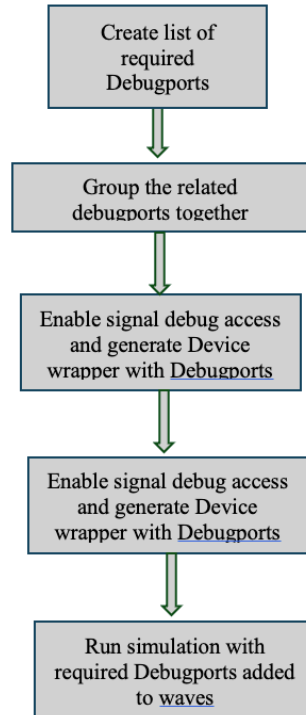 Create list of
required
Debugports
Group the related
debugports together
Enable signal debug access
and generate Device
wrapper with Debugports
Enable signal debug access
and generate Device
wrapper with Debugports
Run simulation with
required Debugports added
to waves